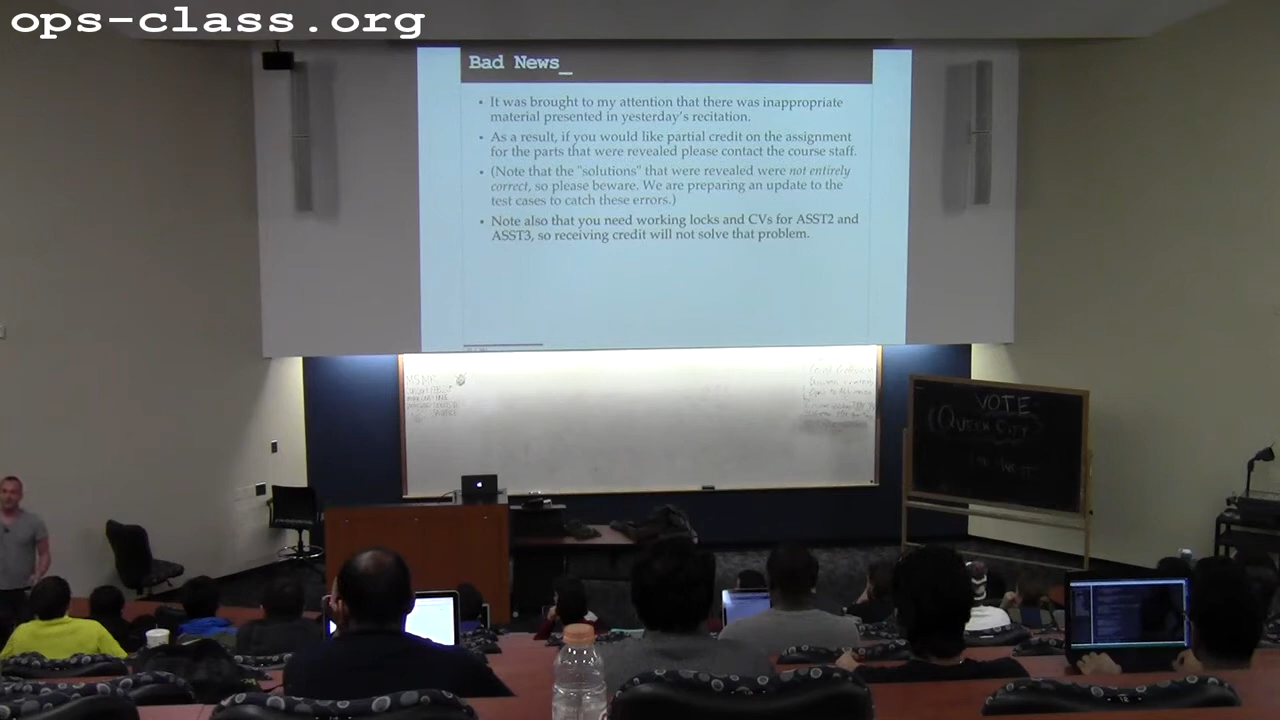 ops-class.org
Bad News_
• It was brought to my attention that there was inappropriate
material presented in yesterday's recitation.
• As a result, if you would like partial credit on the assignment
for the parts that were revealed please contact the course staff.
• (Note that the "solutions" that were revealed were not entirely
correct, so please beware. We are preparing an update to the
test cases to catch these errors.)
• Note also that you need working locks and CVs for ASST2 and
ASST3, so receiving credit will not solve that problem.
VOTE
(QUEEN CITY